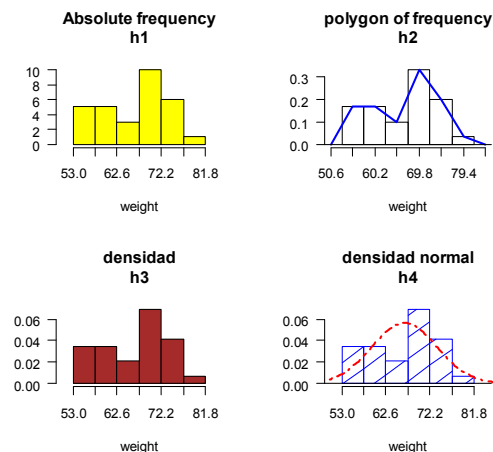 Absolute frequency
h1
10
8
6
4
2
0
53.0 62.6 72.2 81.8
weight
polygon of frequency
h2
0.3
0.2
0.1
0.0
50.6 60.2 69.8 79.4
weight
densidad
h3
0.06
0.04
0.02
0.00
53.0 62.6 72.2 81.8
weight
densidad normal
h4
0.06
0.04
0.02
0.00
53.0 62.6 72.2 81.8
weight